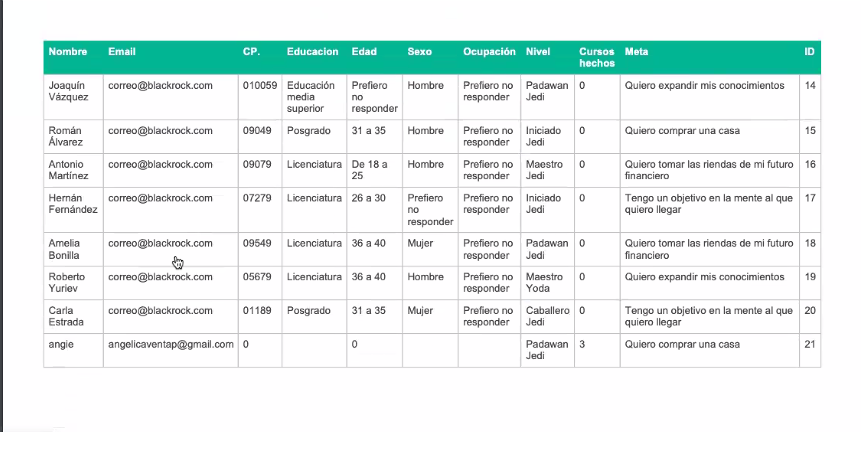 Nombre Email CP. Educacion Edad Sexo Ocupación Nivel Cursos hechos Meta ID
Joaquín Vázquez correo@blackrock.com 010059 Educación media superior Prefiero no responder Hombre Prefiero no responder Padawan Jedi 0 Quiero expandir mis conocimientos 14
Román Álvarez correo@blackrock.com 09049 Posgrado 31 a 35 Hombre Prefiero no responder Iniciado Jedi 0 Quiero comprar una casa 15
Antonio Martínez correo@blackrock.com 09079 Licenciatura De 18 a 25 Hombre Prefiero no responder Maestro Jedi 0 Quiero tomar las riendas de mi futuro financiero 16
Hernán Fernández correo@blackrock.com 07279 Licenciatura 26 a 30 Prefiero no responder Prefiero no responder Iniciado Jedi 0 Tengo un objetivo en la mente al que quiero llegar 17
Amelia Bonilla correo@blackrock.com 09549 Licenciatura 36 a 40 Mujer Prefiero no responder Padawan Jedi 0 Quiero tomar las riendas de mi futuro financiero 18
Roberto Yuriev correo@blackrock.com 05679 Licenciatura 36 a 40 Hombre Prefiero no responder Maestro Yoda 0 Quiero expandir mis conocimientos 19
Carla Estrada correo@blackrock.com 01189 Posgrado 31 a 35 Mujer Prefiero no responder Caballero Jedi 0 Tengo un objetivo en la mente al que quiero llegar 20
angie angelicaventap@gmail.com 0 0 Padawan Jedi 3 Quiero comprar una casa 21